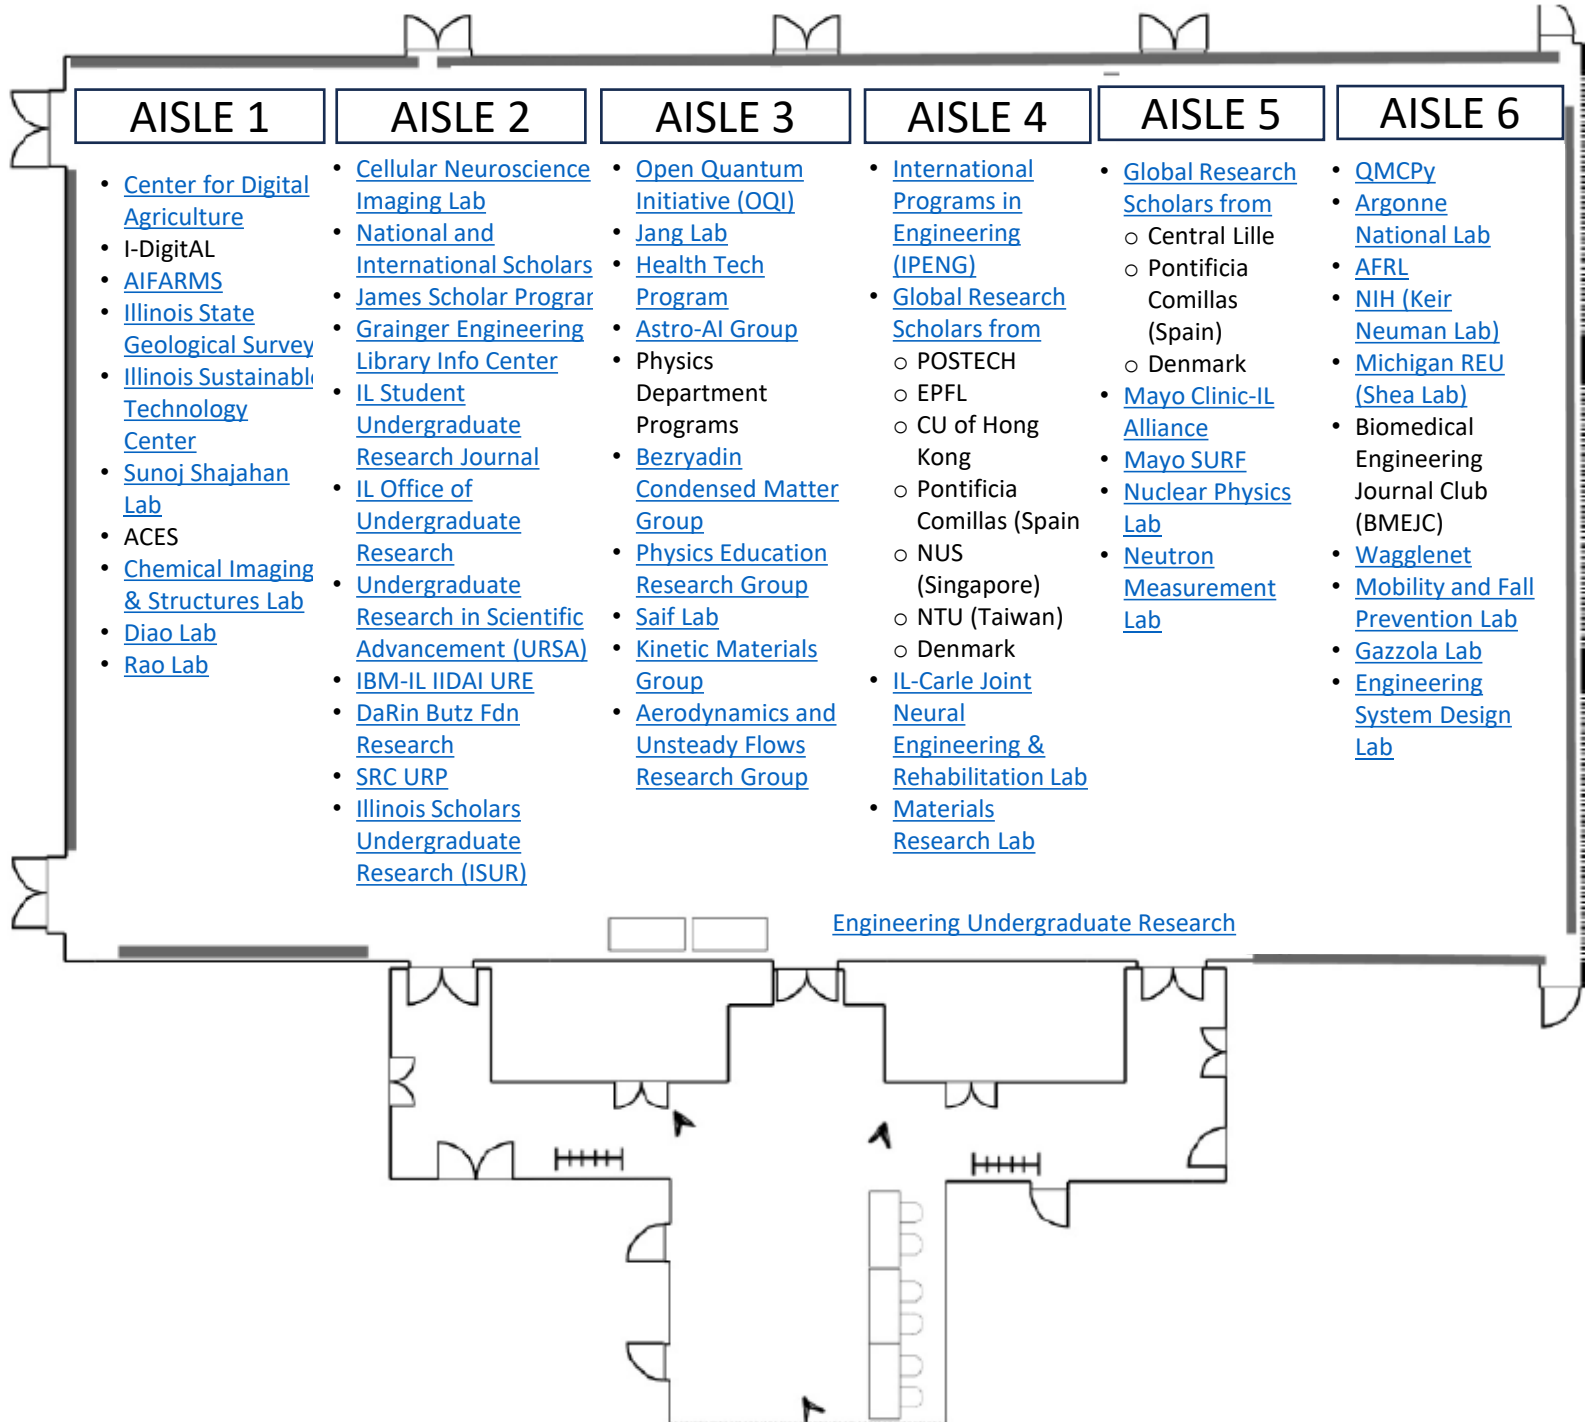 AISLE 1
• Center for Digital
Agriculture
• I-DigitAL
• AIFARMS
• Illinois State
Geological Survey
• Illinois Sustainabl
Technology
Center
• Sunoj Shajahan
Lab
• ACES
• Chemical Imaging
& Structures Lab
• Diao Lab
• Rao Lab
AISLE 2
• Cellular Neuroscience
Imaging Lab
• National and
International Scholars
• James Scholar Program
• Grainger Engineering
Library Info Center
• IL Student
Undergraduate
Research Journal
• IL Office of
Undergraduate
Research
• Undergraduate
Research in Scientific
Advancement (URSA)
• IBM-IL IIDAI URE
• DaRin Butz Fdn
Research
• SRC URP
• Illinois Scholars
Undergraduate
Research (ISUR)
AISLE 3
• Open Quantum
Initiative (OQI)
• Jang Lab
• Health Tech
Program
• Astro-AI Group
• Physics
Department
Programs
• Bezryadin
Condensed Matter
Group
• Physics Education
Research Group
• Saif Lab
• Kinetic Materials
Group
• Aerodynamics and
Unsteady Flows
Research Group
AISLE 4
• International
Programs in
Engineering
(IPENG)
• Global Research
Scholars from
o POSTECH
o EPFL
o CU of Hong
Kong
o Pontificia
Comillas (Spain
o NUS
(Singapore)
o NTU (Taiwan)
o Denmark
• IL-Carle Joint
Neural
Engineering &
Rehabilitation Lab
• Materials
Research Lab
AISLE 5
• Global Research
Scholars from
o Central Lille
o Pontificia
Comillas
(Spain)
o Denmark
• Mayo Clinic-IL
Alliance
• Mayo SURF
• Nuclear Physics
Lab
• Neutron
Measurement
Lab
AISLE 6
• QMCPy
• Argonne
National Lab
• AFRL
• NIH (Keir
Neuman Lab)
• Michigan REU
(Shea Lab)
• Biomedical
Engineering
Journal Club
(BMEJC)
• Wagglenet
• Mobility and Fall
Prevention Lab
• Gazzola Lab
• Engineering
System Design
Lab
Engineering Undergraduate Research